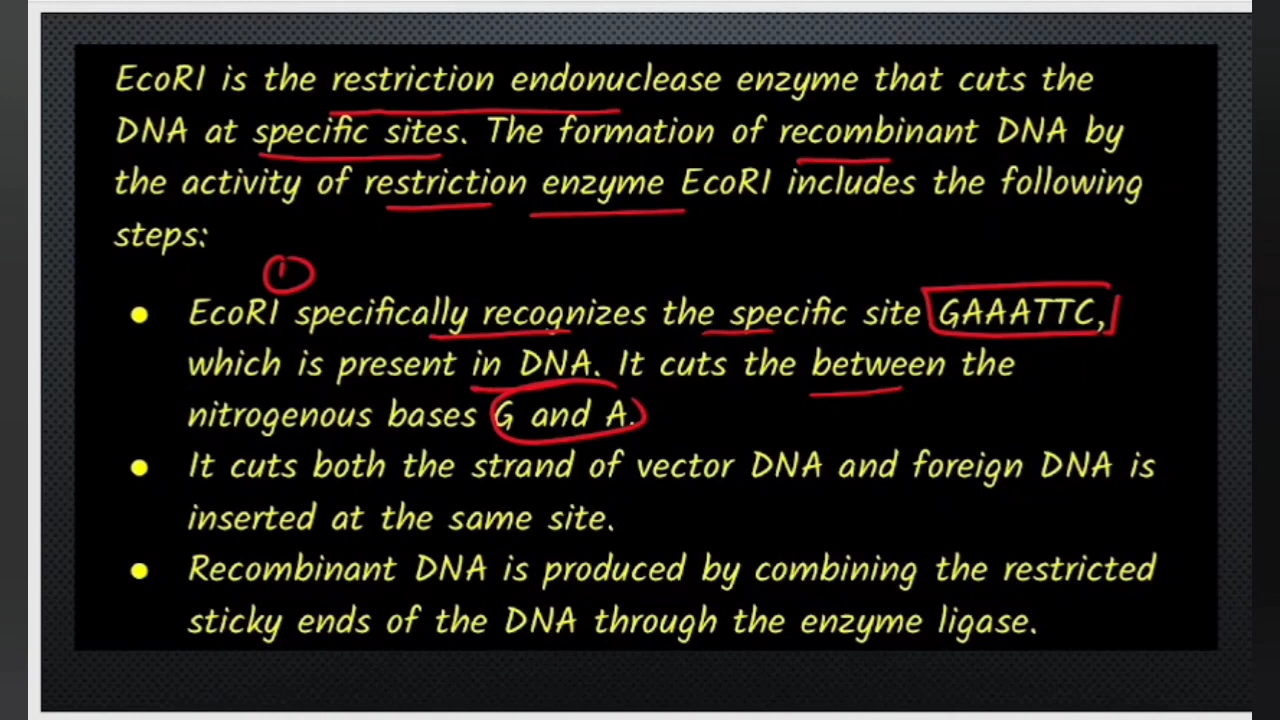 EcoRI is the restriction endonuclease enzyme that cuts the
DNA at specific sites. The formation of recombinant DNA by
the activity of restriction enzyme EcoRI includes the following
steps:
1
● EcoRI specifically recognizes the specific site GAAATTC,
which is present in DNA. It cuts the between the
nitrogenous bases G and A.
● It cuts both the strand of vector DNA and foreign DNA is
inserted at the same site.
● Recombinant DNA is produced by combining the restricted
sticky ends of the DNA through the enzyme ligase.